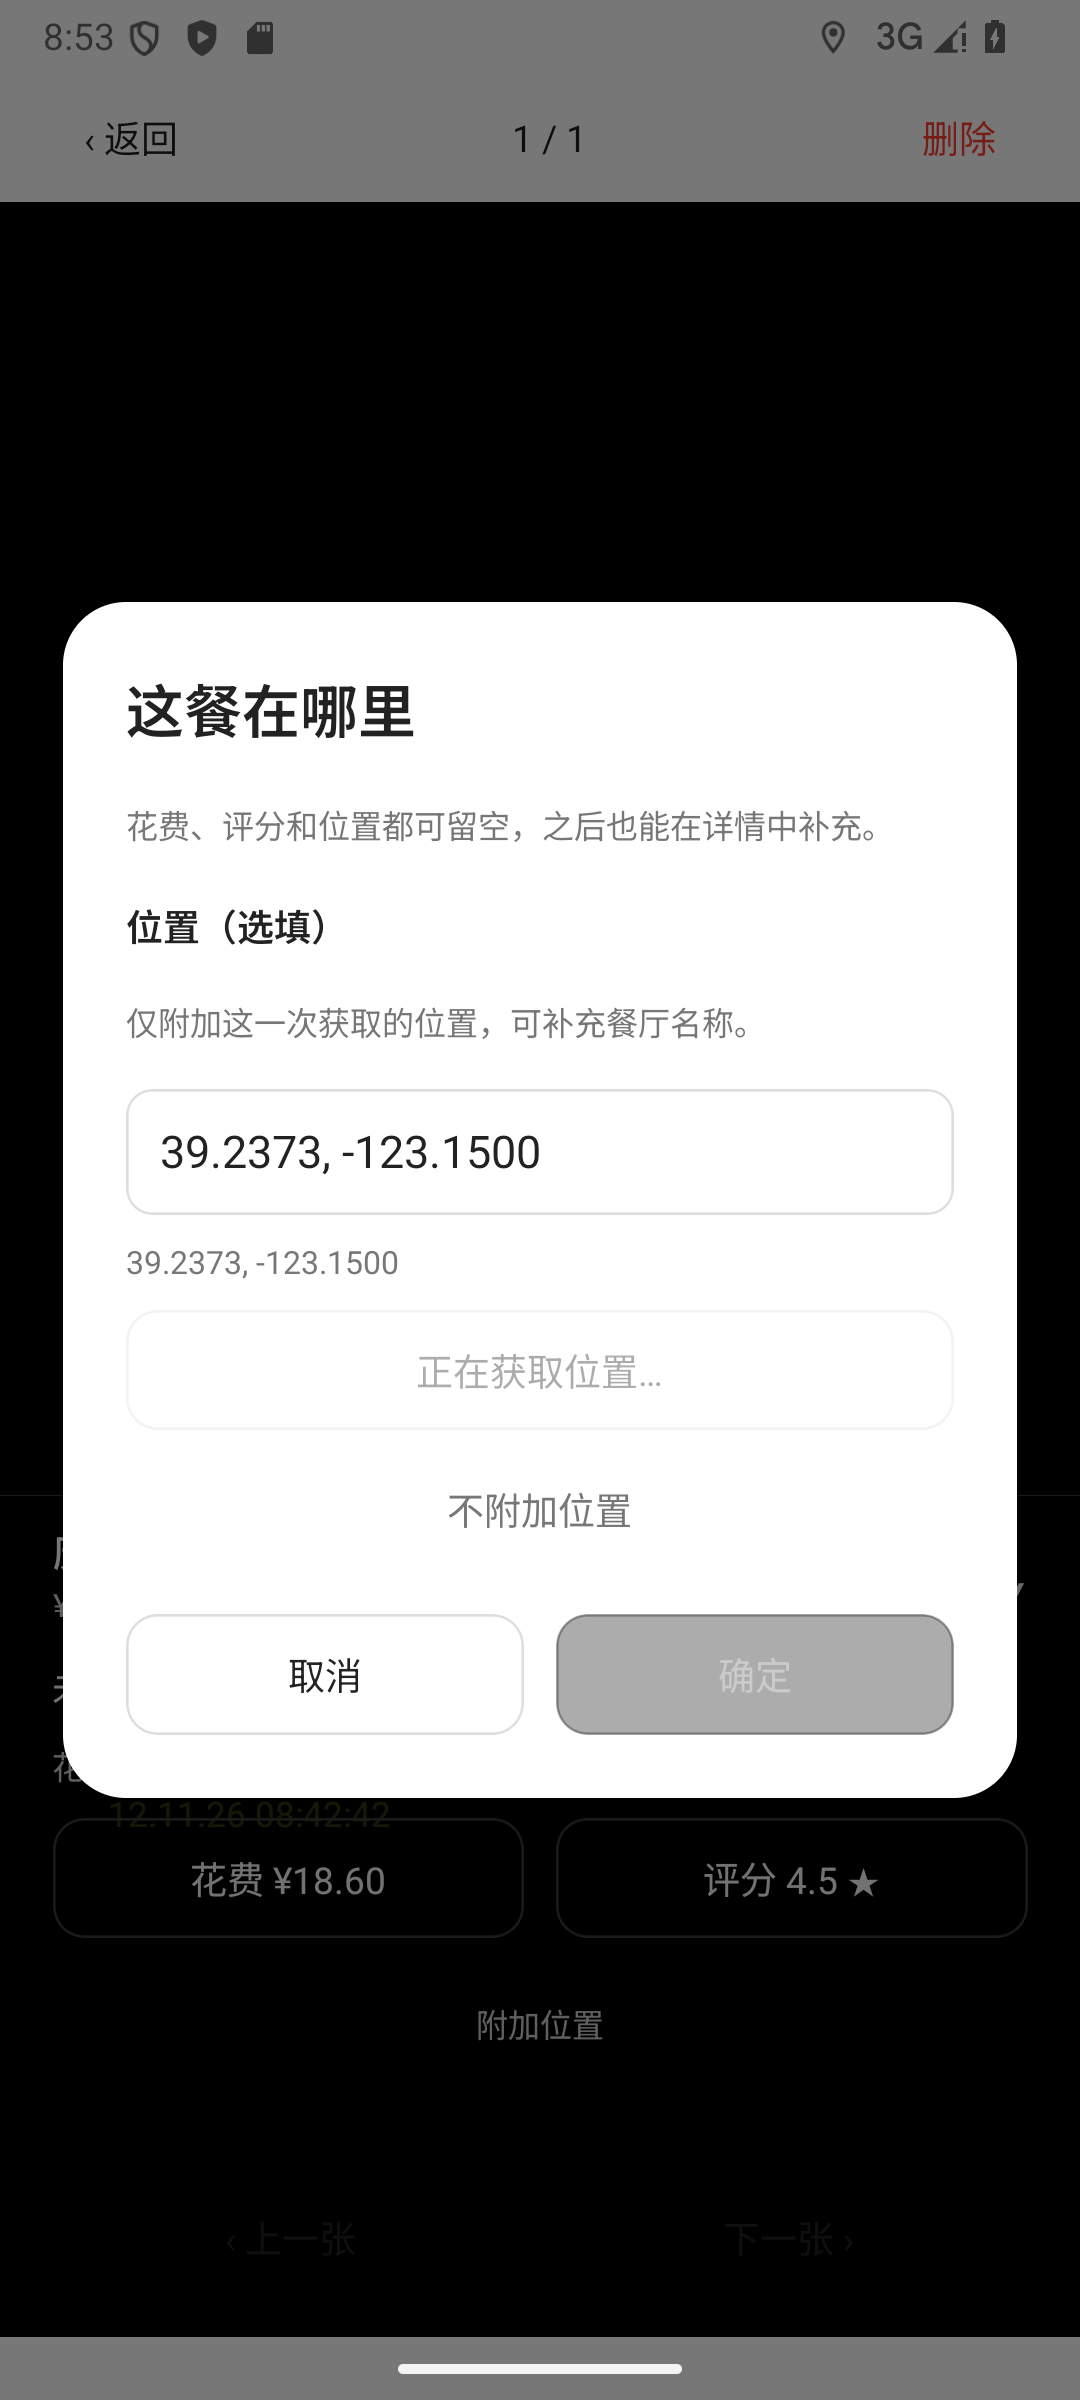 8:53
3G
‹ 返回
1 / 1
删除
这餐在哪里
花费、评分和位置都可留空，之后也能在详情中补充。
位置（选填）
仅附加这一次获取的位置，可补充餐厅名称。
39.2373, -123.1500
39.2373, -123.1500
正在获取位置…
不附加位置
取消
确定
12.11.26 08:42:42
花费 ¥18.60
评分 4.5 ★
附加位置
‹ 上一张
下一张 ›